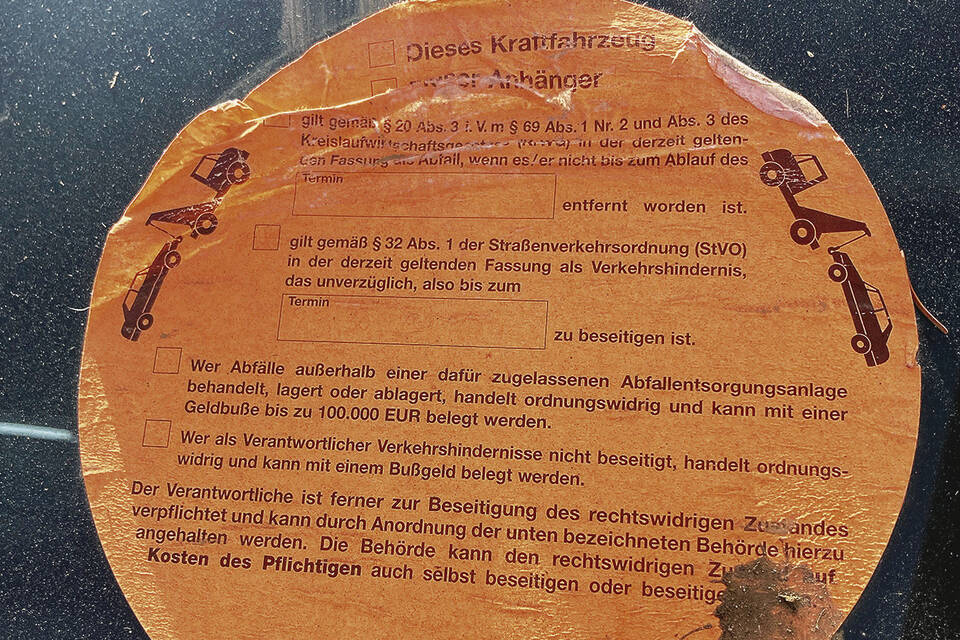 Dieses Kraftfahrzeug
Anhänger
gilt gemäß § 20 Abs. 3 i. V. m § 69 Abs. 1 Nr. 2 und Abs. 3 des
Kreislaufwirtschaftsgesetzes (KrWG) in der derzeit gelten-
den Fassung als Abfall, wenn es/er nicht bis zum Ablauf des
Termin
entfernt worden ist.
gilt gemäß § 32 Abs. 1 der Straßenverkehrsordnung (StVO)
in der derzeit geltenden Fassung als Verkehrshindernis,
das unverzüglich, also bis zum
Termin
zu beseitigen ist.
Wer Abfälle außerhalb einer dafür zugelassenen Abfallentsorgungsanlage
behandelt, lagert oder ablagert, handelt ordnungswidrig und kann mit einer
Geldbuße bis zu 100.000 EUR belegt werden.
Wer als Verantwortlicher Verkehrshindernisse nicht beseitigt, handelt ordnungs-
widrig und kann mit einem Bußgeld belegt werden.
Der Verantwortliche ist ferner zur Beseitigung des rechtswidrigen Zustandes
verpflichtet und kann durch Anordnung der unten bezeichneten Behörde hierzu
angehalten werden. Die Behörde kann den rechtswidrigen auf
Kosten des Pflichtigen auch selbst beseitigen oder